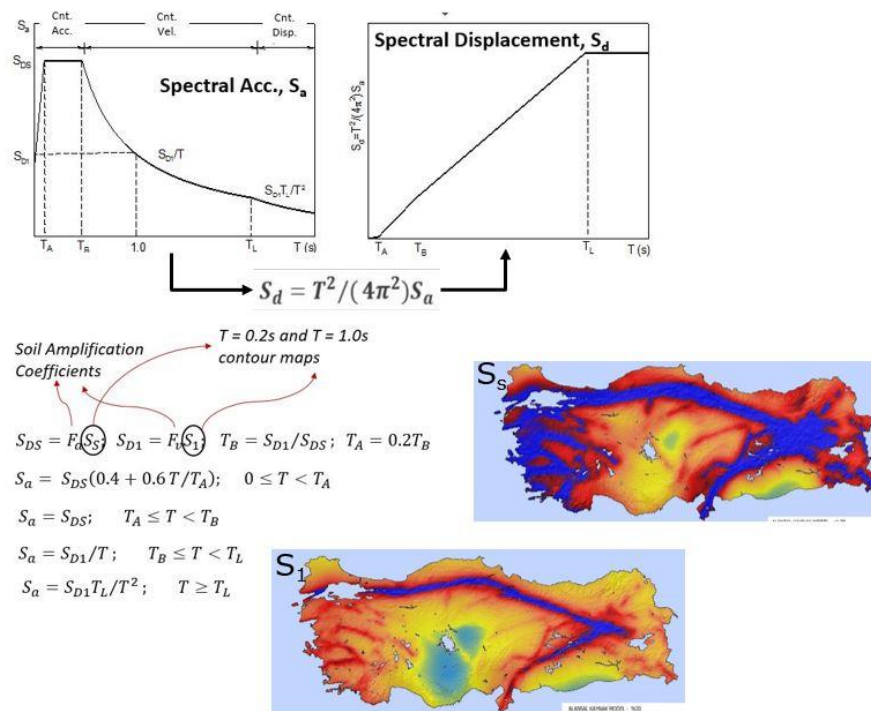 Cnt.
Acc.
Cnt.
Vel.
Cnt.
Disp.
Sa
SDS
Spectral Acc., Sa
SD1
SD1/T
SD1TL/T²
TA TB 1.0 TL T (s)
Spectral Displacement, Sd
Sd=T²/(4π²)Sa
TA TB TL T (s)
Sd = T²/(4π²)Sa
Soil Amplification
Coefficients
T = 0.2s and T = 1.0s
contour maps
SDS = FaSS; SD1 = FvS1; TB = SD1/SDS; TA = 0.2TB
Sa = SDS(0.4 + 0.6 T/TA); 0 ≤ T < TA
Sa = SDS; TA ≤ T < TB
Sa = SD1/T; TB ≤ T < TL
Sa = SD1TL/T²; T ≥ TL
Ss
S1